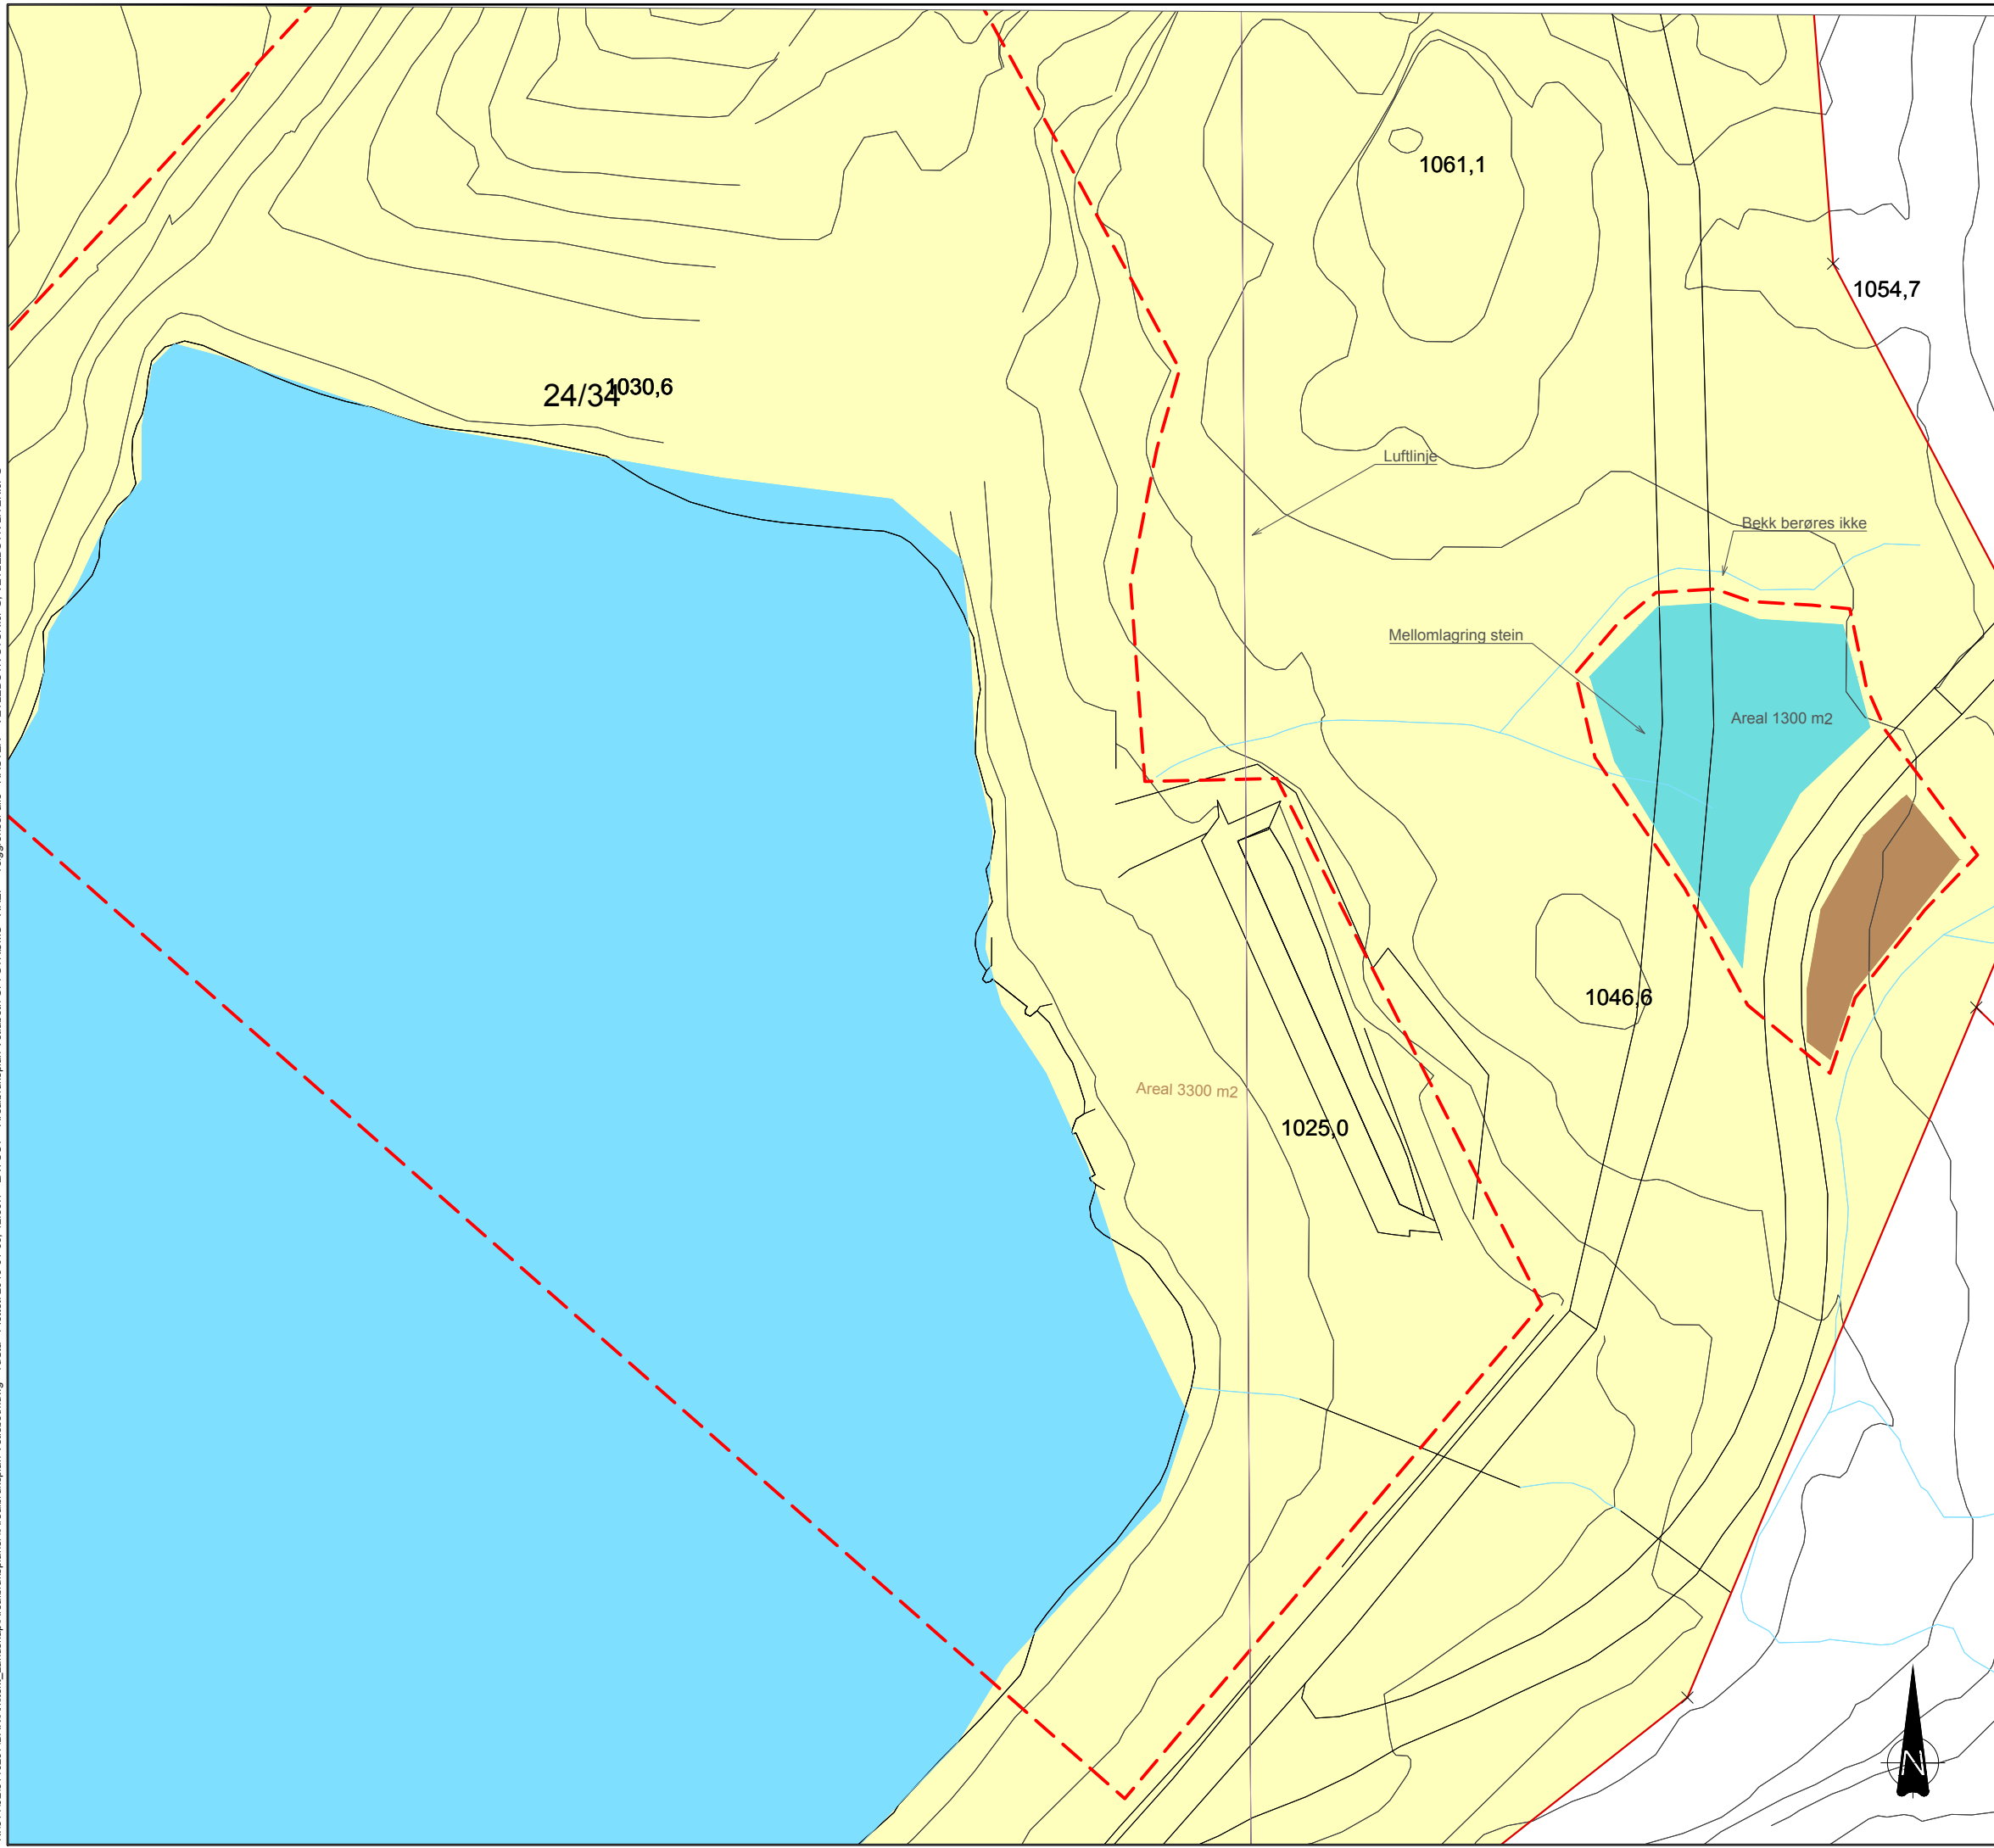 1061,1
1054,7
24/34
1030,6
Luftlinje
Bekk berøres ikke
Mellomlagring stein
Areal 1300 m2
1046,6
Areal 3300 m2
1025,0
N